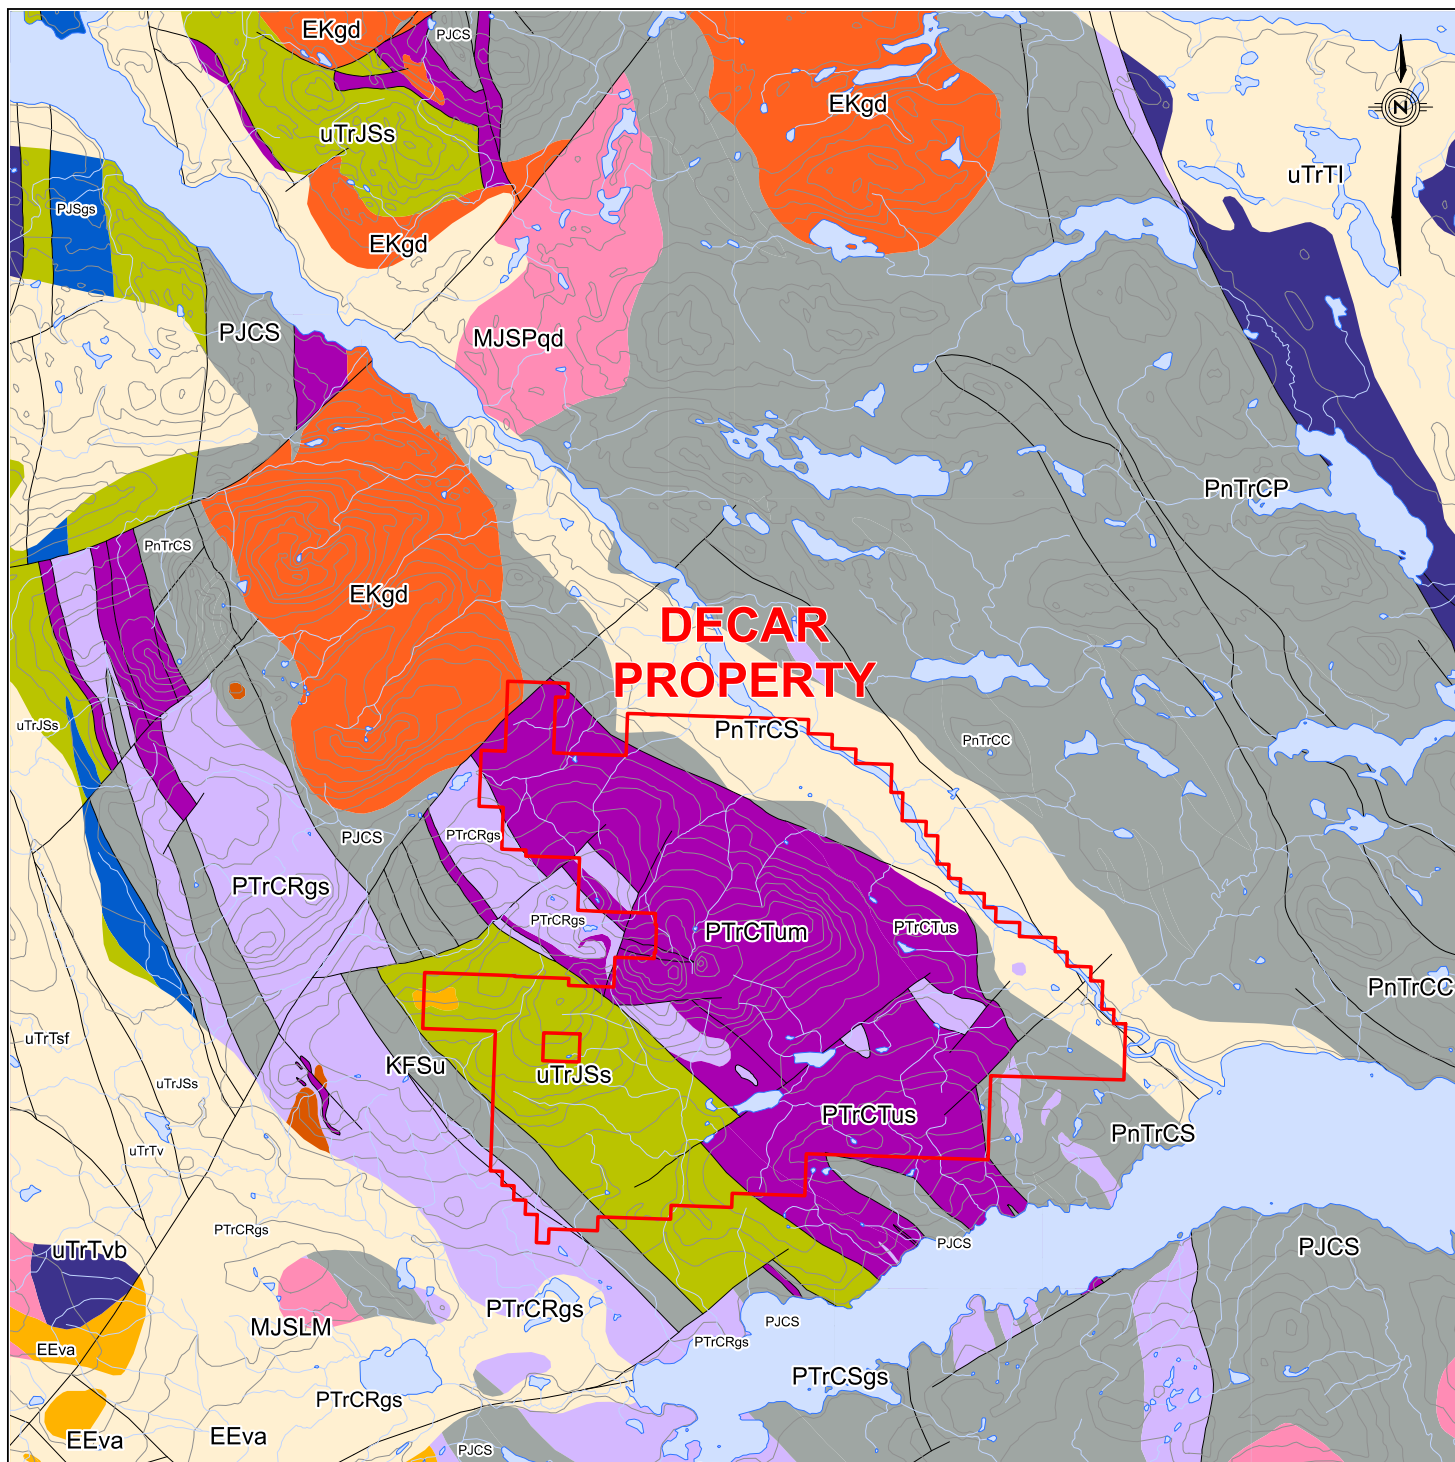 EKgd
PJCS
uTrJSs
EKgd
N
uTrTl
PJSgs
EKgd
PJCS
MJSPqd
PnTrCP
PnTrCS
EKgd
DECAR
PROPERTY
uTrJSs
PnTrCS
PnTrCC
PJCS
PTrCRgs
PTrCRgs
PTrCRgs
PTrCTum
PTrCTus
PnTrCC
uTrTsf
KFSu
uTrJSs
uTrJSs
PTrCTus
PnTrCS
uTrTv
PTrCRgs
uTrTvb
PJCS
PJCS
PTrCRgs
MJSLM
PJCS
EEva
PTrCRgs
PTrCSgs
PTrCRgs
EEva
EEva
PJCS